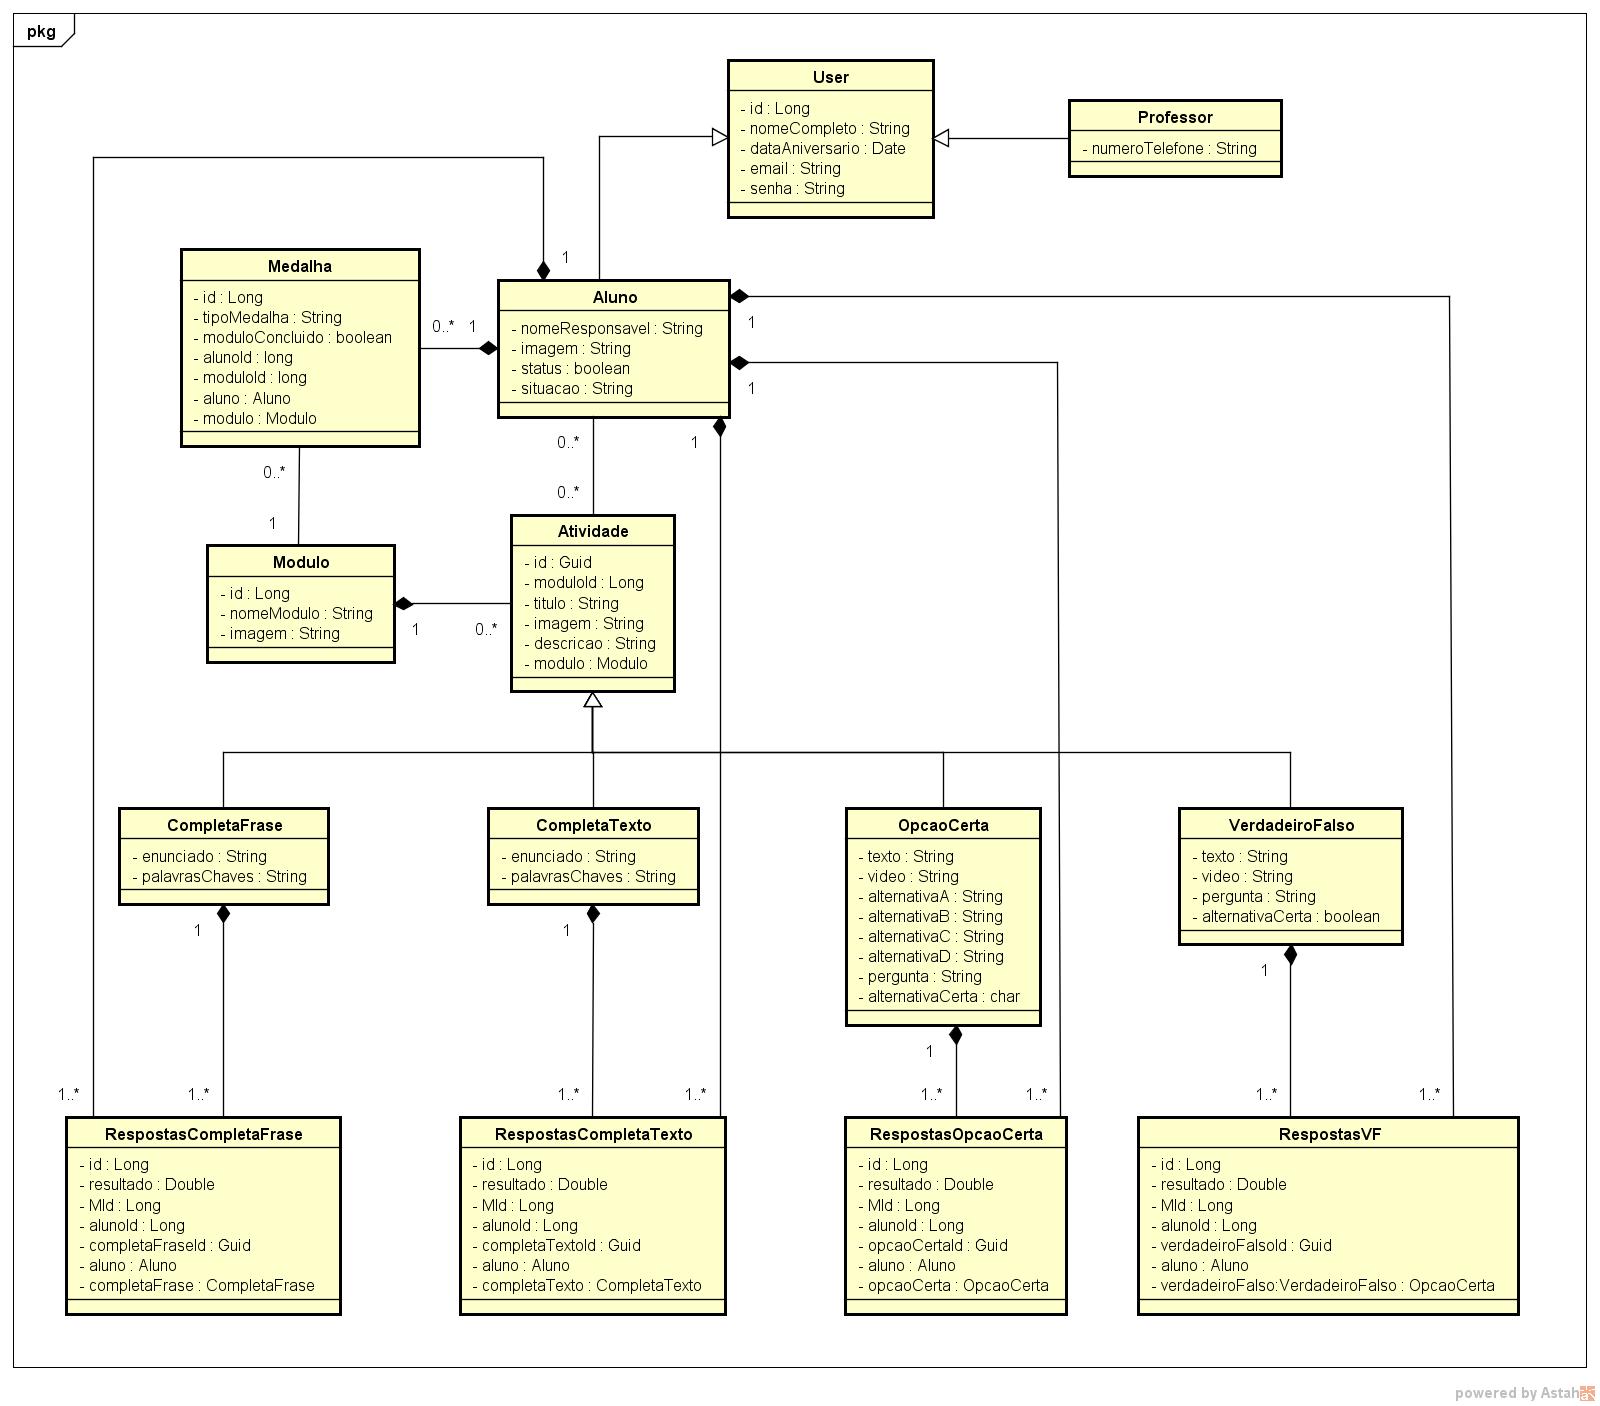 pkg
User
- id : Long
- nomeCompleto : String
- dataAniversario : Date
- email : String
- senha : String
Professor
- numeroTelefone : String
Medalha
- id : Long
- tipoMedalha : String
- moduloConcluido : boolean
- alunoId : long
- moduloId : long
- aluno : Aluno
- modulo : Modulo
1
0..* 1
Aluno
- nomeResponsavel : String
- imagem : String
- status : boolean
- situacao : String
1
1
1
0..*
0..*
0..*
1
Modulo
- id : Long
- nomeModulo : String
- imagem : String
1
0..*
Atividade
- id : Guid
- moduloId : Long
- titulo : String
- imagem : String
- descricao : String
- modulo : Modulo
CompletaFrase
- enunciado : String
- palavrasChaves : String
1
CompletaTexto
- enunciado : String
- palavrasChaves : String
1
OpcaoCerta
- texto : String
- video : String
- alternativaA : String
- alternativaB : String
- alternativaC : String
- alternativaD : String
- pergunta : String
- alternativaCerta : char
1
VerdadeiroFalso
- texto : String
- video : String
- pergunta : String
- alternativaCerta : boolean
1
1..*
1..*
1..*
1..*
1..*
1..*
1..*
1..*
RespostasCompletaFrase
- id : Long
- resultado : Double
- MId : Long
- alunoId : Long
- completaFraseId : Guid
- aluno : Aluno
- completaFrase : CompletaFrase
RespostasCompletaTexto
- id : Long
- resultado : Double
- MId : Long
- alunoId : Long
- completaTextoId : Guid
- aluno : Aluno
- completaTexto : CompletaTexto
RespostasOpcaoCerta
- id : Long
- resultado : Double
- MId : Long
- alunoId : Long
- opcaoCertaId : Guid
- aluno : Aluno
- opcaoCerta : OpcaoCerta
RespostasVF
- id : Long
- resultado : Double
- MId : Long
- alunoId : Long
- verdadeiroFalsoId : Guid
- aluno : Aluno
- verdadeiroFalso:VerdadeiroFalso : OpcaoCerta
powered by Astah